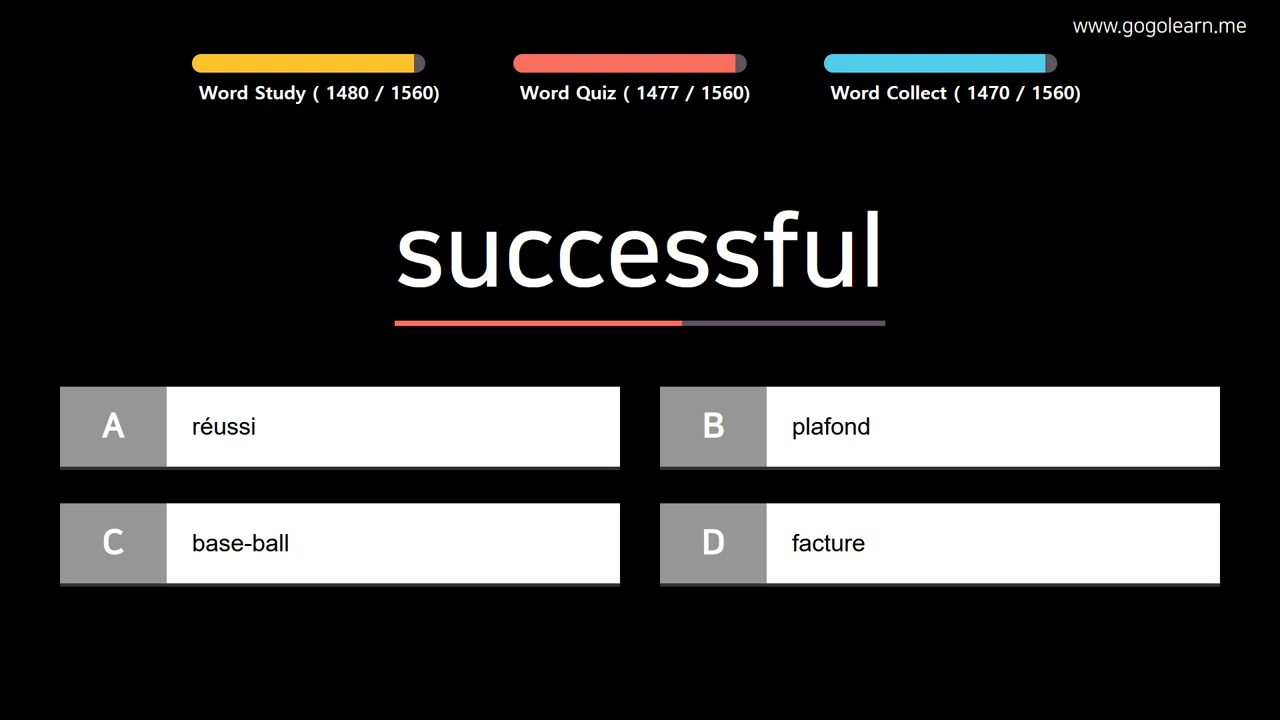 www.gogolearn.me
Word Study ( 1480 / 1560)
Word Quiz ( 1477 / 1560)
Word Collect ( 1470 / 1560)
successful
A
réussi
B
plafond
C
base-ball
D
facture